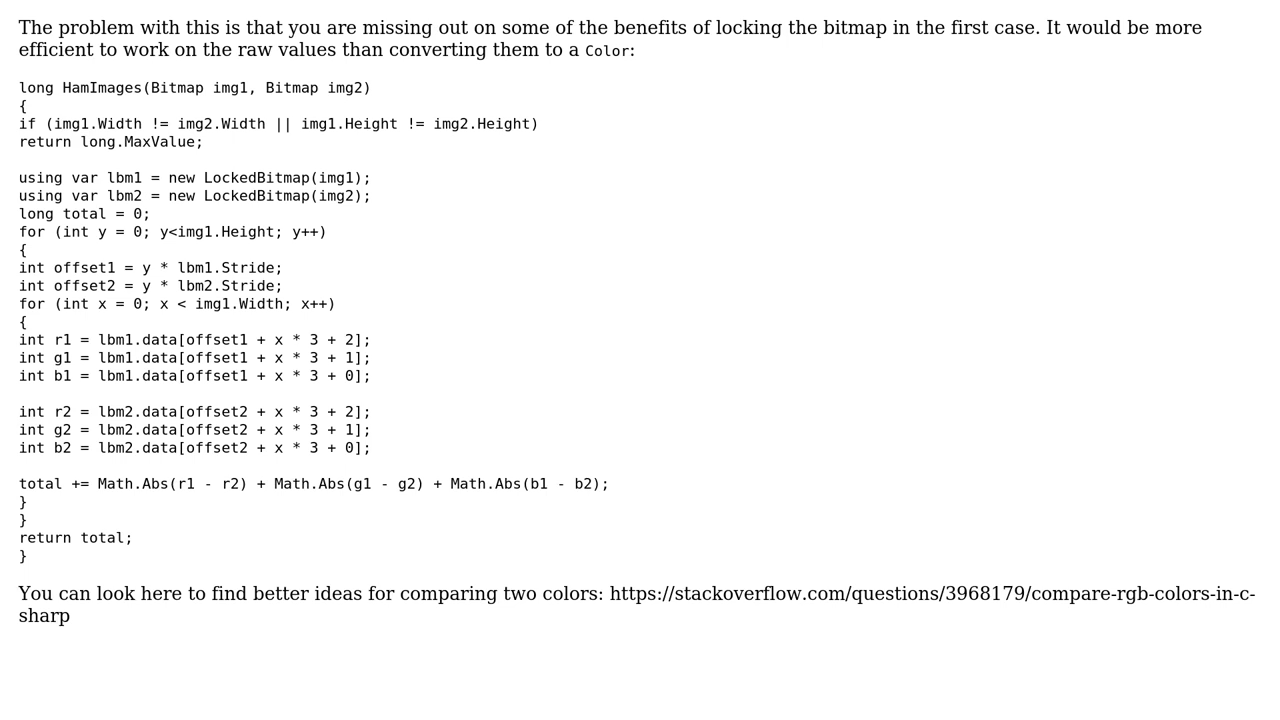 The problem with this is that you are missing out on some of the benefits of locking the bitmap in the first case. It would be more
efficient to work on the raw values than converting them to a Color:
long HamImages(Bitmap img1, Bitmap img2)
{
if (img1.Width != img2.Width || img1.Height != img2.Height)
return long.MaxValue;
using var lbm1 = new LockedBitmap(img1);
using var lbm2 = new LockedBitmap(img2);
long total = 0;
for (int y = 0; y<img1.Height; y++)
{
int offset1 = y * lbm1.Stride;
int offset2 = y * lbm2.Stride;
for (int x = 0; x < img1.Width; x++)
{
int r1 = lbm1.data[offset1 + x * 3 + 2];
int g1 = lbm1.data[offset1 + x * 3 + 1];
int b1 = lbm1.data[offset1 + x * 3 + 0];
int r2 = lbm2.data[offset2 + x * 3 + 2];
int g2 = lbm2.data[offset2 + x * 3 + 1];
int b2 = lbm2.data[offset2 + x * 3 + 0];
total += Math.Abs(r1 - r2) + Math.Abs(g1 - g2) + Math.Abs(b1 - b2);
}
}
return total;
}
You can look here to find better ideas for comparing two colors: https://stackoverflow.com/questions/3968179/compare-rgb-colors-in-c-
sharp